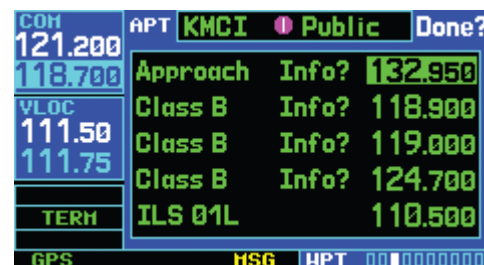 COM
121.200
118.700
VLOC
111.50
111.75
TERM
GPS
APT KMCI Public Done?
Approach Info? 132.950
Class B Info? 118.900
Class B Info? 119.000
Class B Info? 124.700
ILS 01L 110.500
MSG WPT